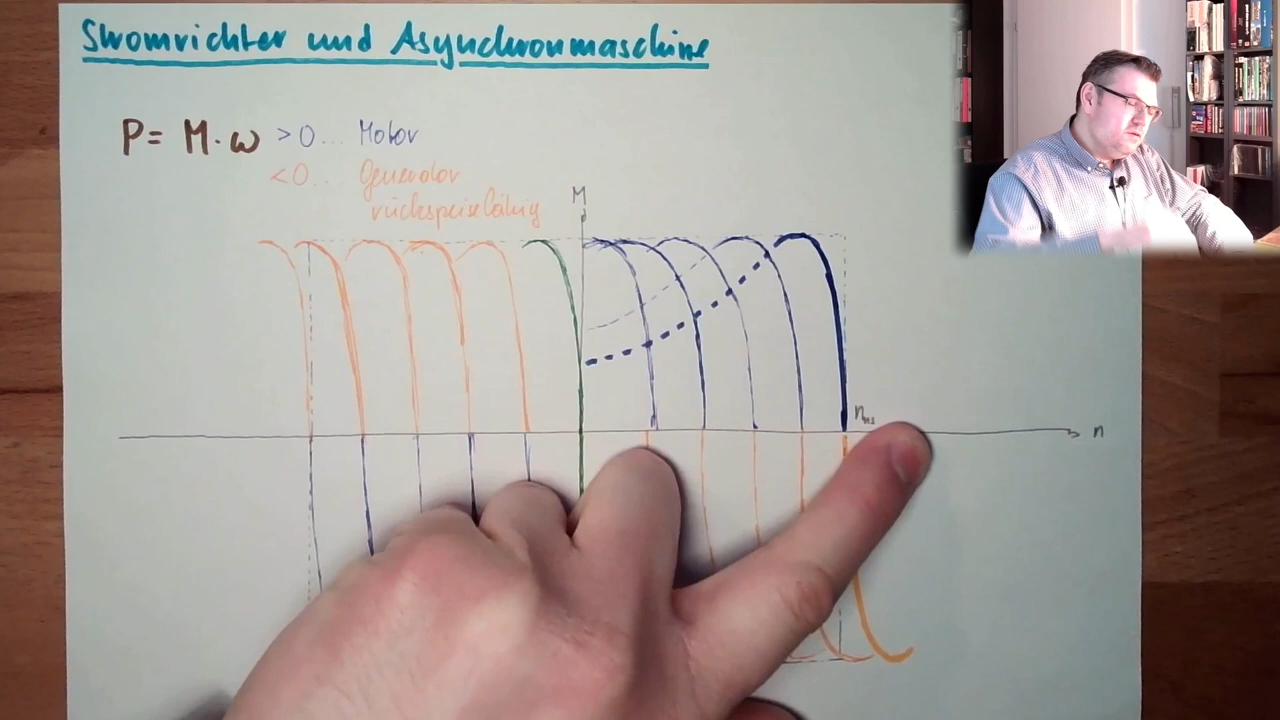 Stromrichter und Asynchronmaschine
P = M·ω > 0... Motor
< 0... Generator
rückspeisefähig
M
n